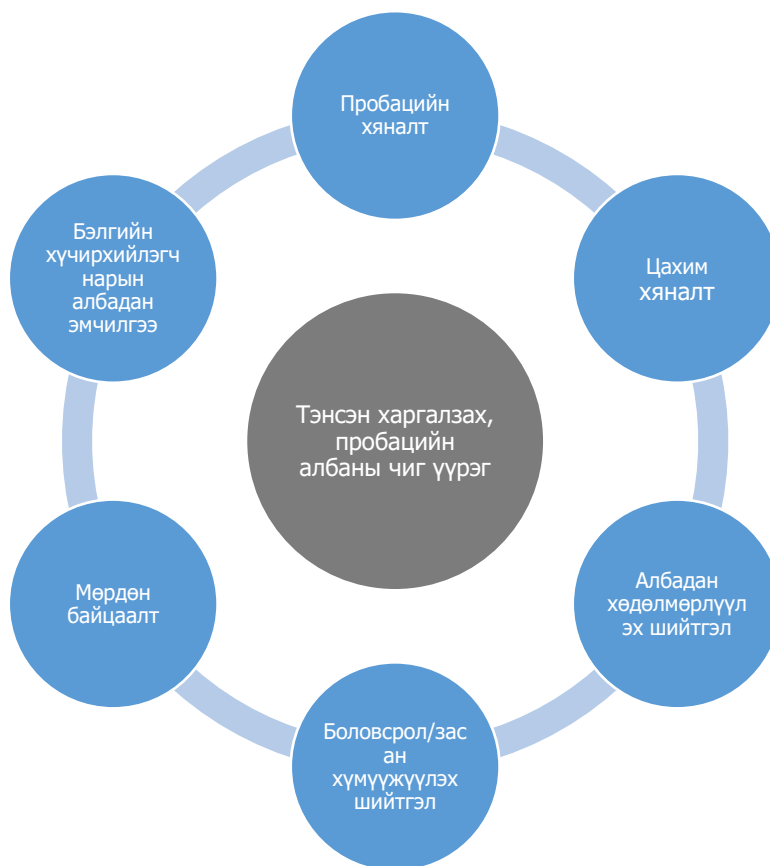 Пробацийн
хяналт
Цахим
хяналт
Албадан
хөдөлмөрлүүл
эх шийтгэл
Боловсрол/зас
ан
хүмүүжүүлэх
шийтгэл
Мөрдөн
байцаалт
Бэлгийн
хүчирхийлэгч
нарын
албадан
эмчилгээ
Тэнсэн харгалзах,
пробацийн
албаны чиг үүрэг